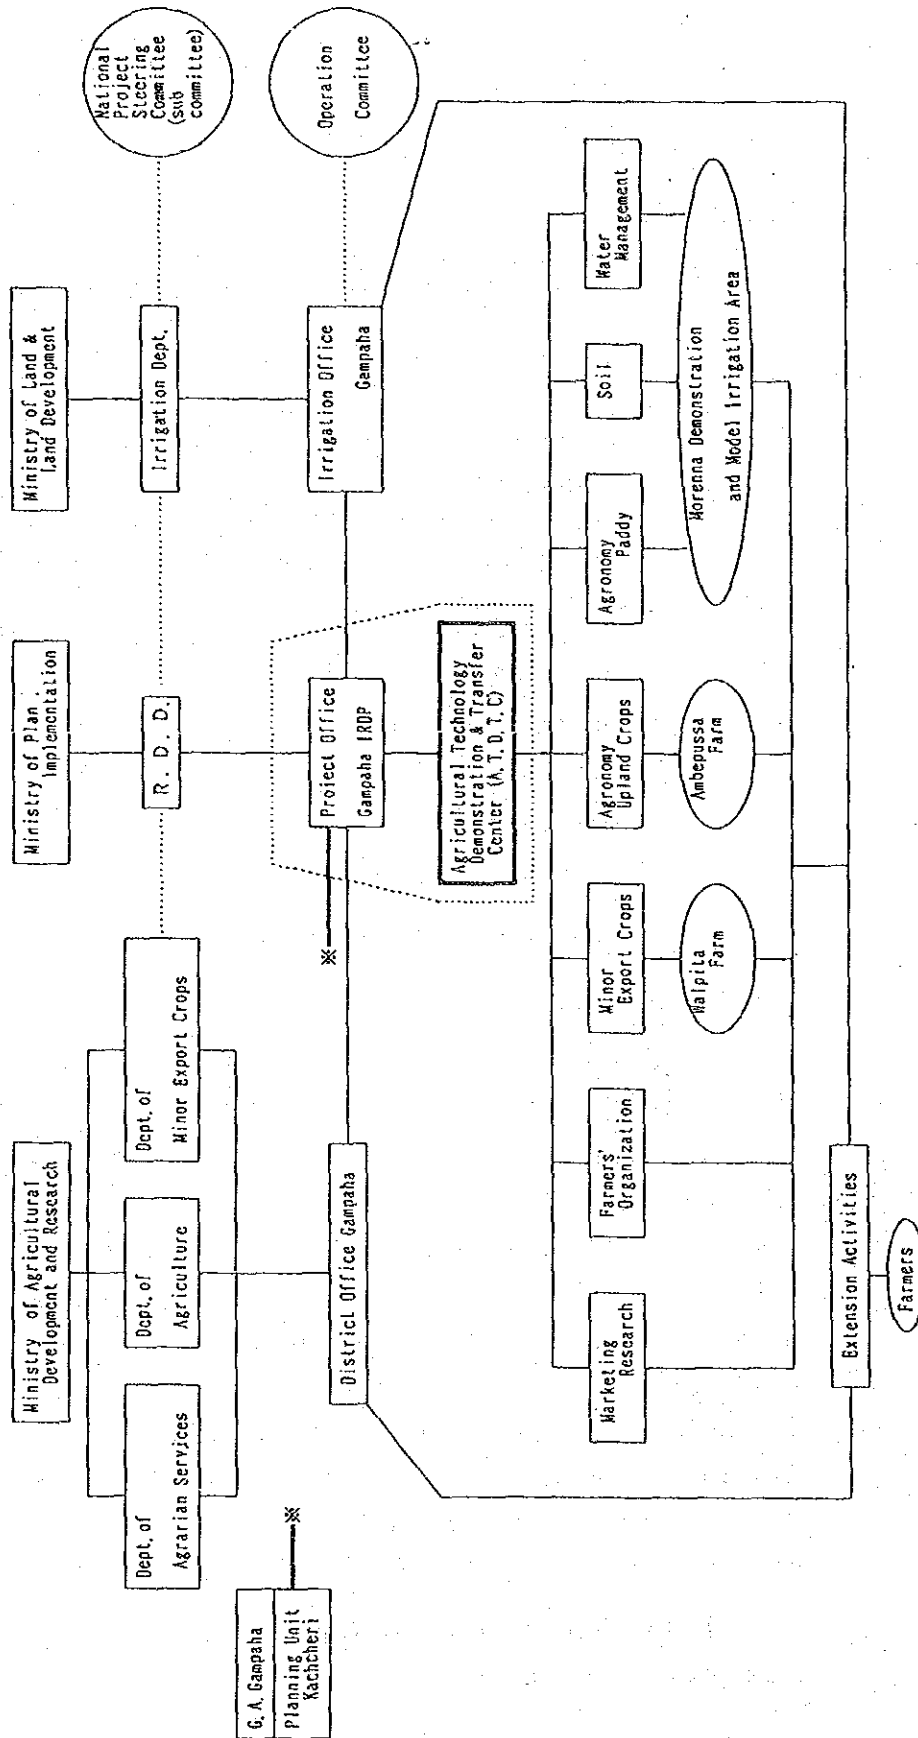 Ministry of Agricultural
Development and Research
Ministry of Plan
Implementation
Ministry of Land &
Land Development
Dept. of
Agrarian Services
Dept. of
Agriculture
Dept. of
Minor Export Crops
R. D. D.
Irrigation Dept.
National
Project
Steering
Committee
(sub
committee)
G. A. Gampaha
Planning Unit
Kachcheri
※
District Office Gampaha
※
Project Office
Gampaha IRDP
Irrigation Office
Gampaha
Operation
Committee
Agricultural Technology
Demonstration & Transfer
Center (A. T. D. T. C)
Marketing
Research
Farmers'
Organization
Minor
Export Crops
Agronomy
Upland Crops
Agronomy
Paddy
Soil
Water
Management
Walpita
Farm
Ambepussa
Farm
Morenna Demonstration
and Model Irrigation Area
Extension Activities
Farmers